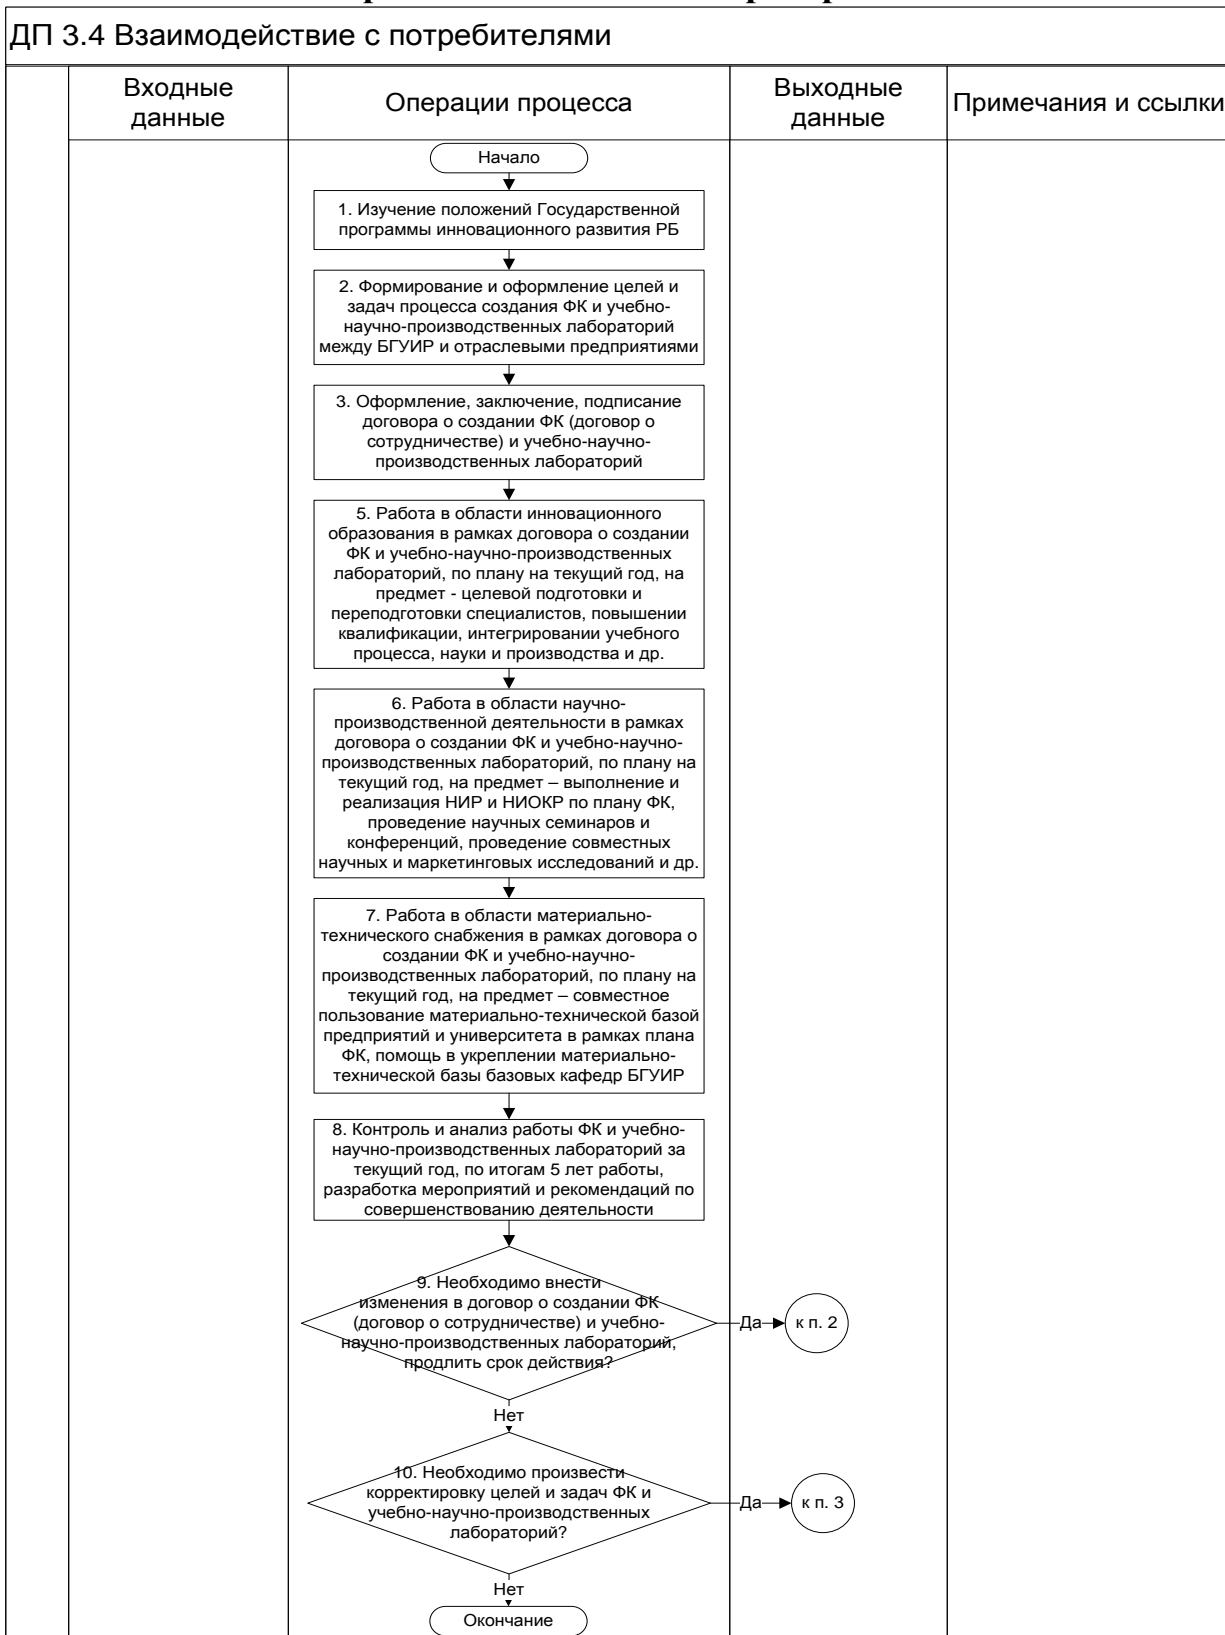 ДП 3.4 Взаимодействие с потребителями
Входные
данные
Операции процесса
Выходные
данные
Примечания и ссылки
Начало
1. Изучение положений Государственной
программы инновационного развития РБ
2. Формирование и оформление целей и
задач процесса создания ФК и учебно-
научно-производственных лабораторий
между БГУИР и отраслевыми предприятиями
3. Оформление, заключение, подписание
договора о создании ФК (договор о
сотрудничестве) и учебно-научно-
производственных лабораторий
5. Работа в области инновационного
образования в рамках договора о создании
ФК и учебно-научно-производственных
лабораторий, по плану на текущий год, на
предмет - целевой подготовки и
переподготовки специалистов, повышении
квалификации, интегрировании учебного
процесса, науки и производства и др.
6. Работа в области научно-
производственной деятельности в рамках
договора о создании ФК и учебно-научно-
производственных лабораторий, по плану на
текущий год, на предмет – выполнение и
реализация НИР и НИОКР по плану ФК,
проведение научных семинаров и
конференций, проведение совместных
научных и маркетинговых исследований и др.
7. Работа в области материально-
технического снабжения в рамках договора о
создании ФК и учебно-научно-
производственных лабораторий, по плану на
текущий год, на предмет – совместное
пользование материально-технической базой
предприятий и университета в рамках плана
ФК, помощь в укреплении материально-
технической базы базовых кафедр БГУИР
8. Контроль и анализ работы ФК и учебно-
научно-производственных лабораторий за
текущий год, по итогам 5 лет работы,
разработка мероприятий и рекомендаций по
совершенствованию деятельности
9. Необходимо внести
изменения в договор о создании ФК
(договор о сотрудничестве) и учебно-
научно-производственных лабораторий,
продлить срок действия?
Да
к п. 2
Нет
10. Необходимо произвести
корректировку целей и задач ФК и
учебно-научно-производственных
лабораторий?
Да
к п. 3
Нет
Окончание